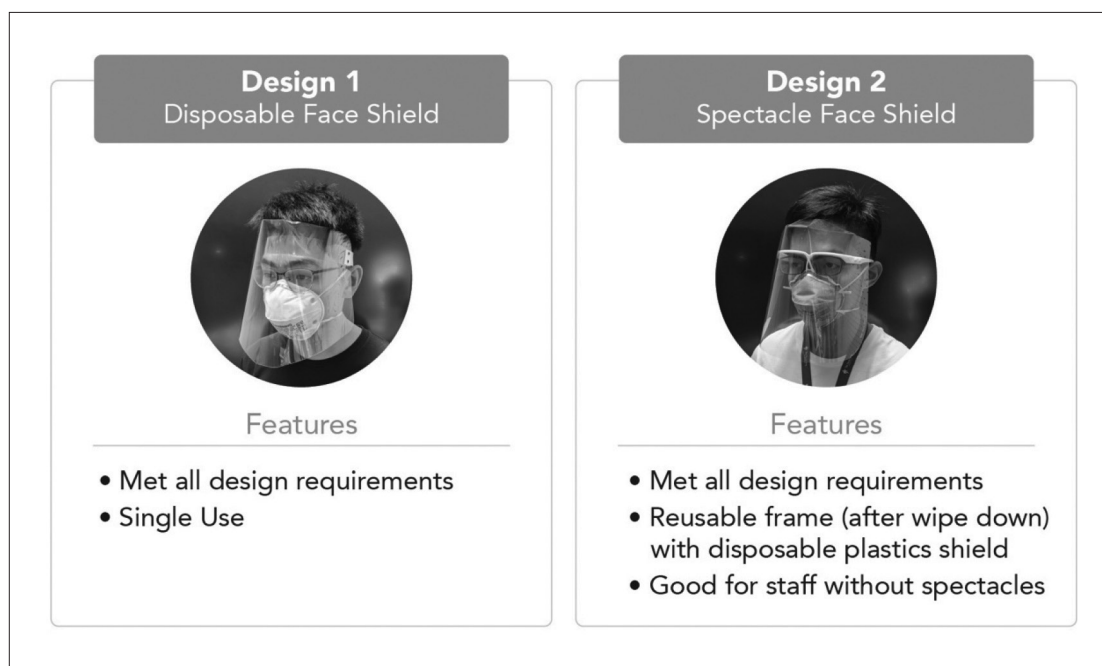 Design 1
Disposable Face Shield
Features
• Met all design requirements
• Single Use
Design 2
Spectacle Face Shield
Features
• Met all design requirements
• Reusable frame (after wipe down)
with disposable plastics shield
• Good for staff without spectacles